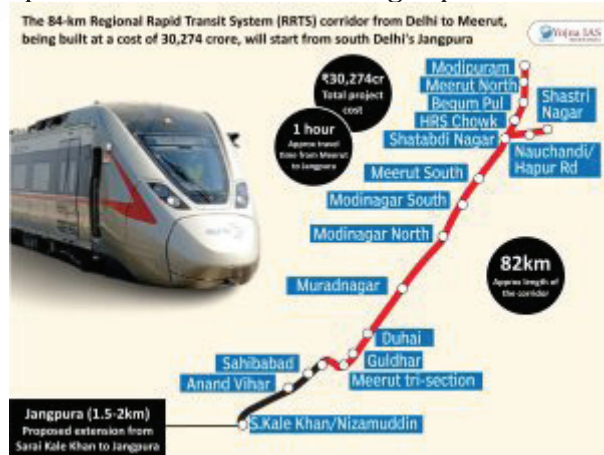 The 84-km Regional Rapid Transit System (RRTS) corridor from Delhi to Meerut,
being built at a cost of 30,274 crore, will start from south Delhi's Jangpura
Yojna IAS
₹30,274cr
Total project
cost
1 hour
Approx travel
time from Meerut
to Jangpura
Modipuram
Meerut North
Begum Pul
HRS Chowk
Shatabdi Nagar
Shastri
Nagar
Nauchandi/
Hapur Rd
Meerut South
Modinagar South
Modinagar North
82km
Approx length of
the corridor
Muradnagar
Duhai
Guldhar
Sahibabad
Meerut tri-section
Anand Vihar
S.Kale Khan/Nizamuddin
Jangpura (1.5-2km)
Proposed extension from
Sarai Kale Khan to Jangpura